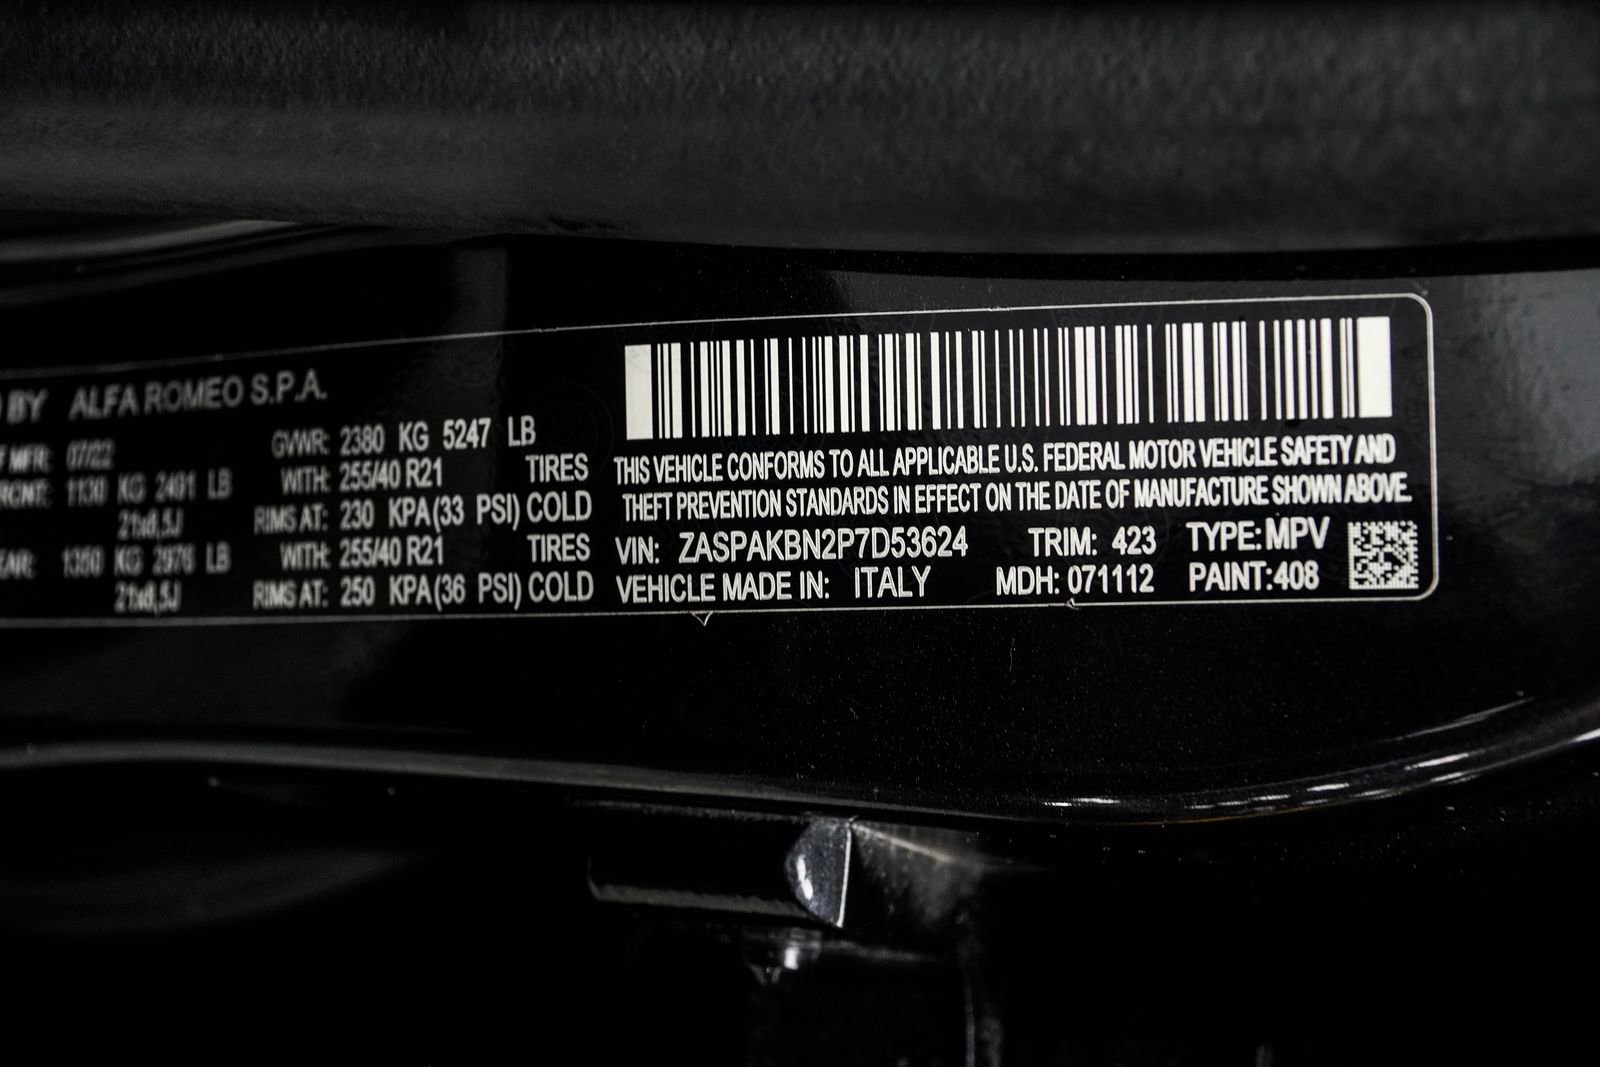 BY ALFA ROMEO S.P.A.
MFR: 07/22 GVWR: 2380 KG 5247 LB
FRONT: 1130 KG 2491 LB WITH: 255/40 R21 TIRES
21x8,5J RIMS AT: 230 KPA(33 PSI) COLD
REAR: 1350 KG 2976 LB WITH: 255/40 R21 TIRES
21x8,5J RIMS AT: 250 KPA(36 PSI) COLD
THIS VEHICLE CONFORMS TO ALL APPLICABLE U.S. FEDERAL MOTOR VEHICLE SAFETY AND
THEFT PREVENTION STANDARDS IN EFFECT ON THE DATE OF MANUFACTURE SHOWN ABOVE.
VIN: ZASPAKBN2P7D53624 TRIM: 423 TYPE: MPV
VEHICLE MADE IN: ITALY MDH: 071112 PAINT:408